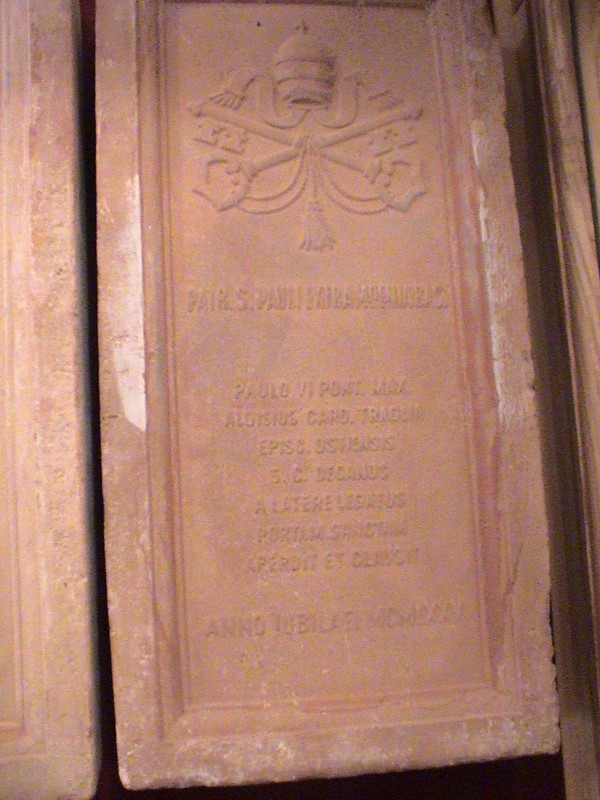 PATR. S. PAULI EXTRA MOENIA BAS.
PAULO VI PONT. MAX.
ALOISIUS CARD. TRAGLIA
EPISC. OSTIENSIS
S. C. DECANUS
A LATERE LEGATUS
PORTAM SANCTAM
APERUIT ET CLAUSIT
ANNO IUBILAEI MCMLXXV